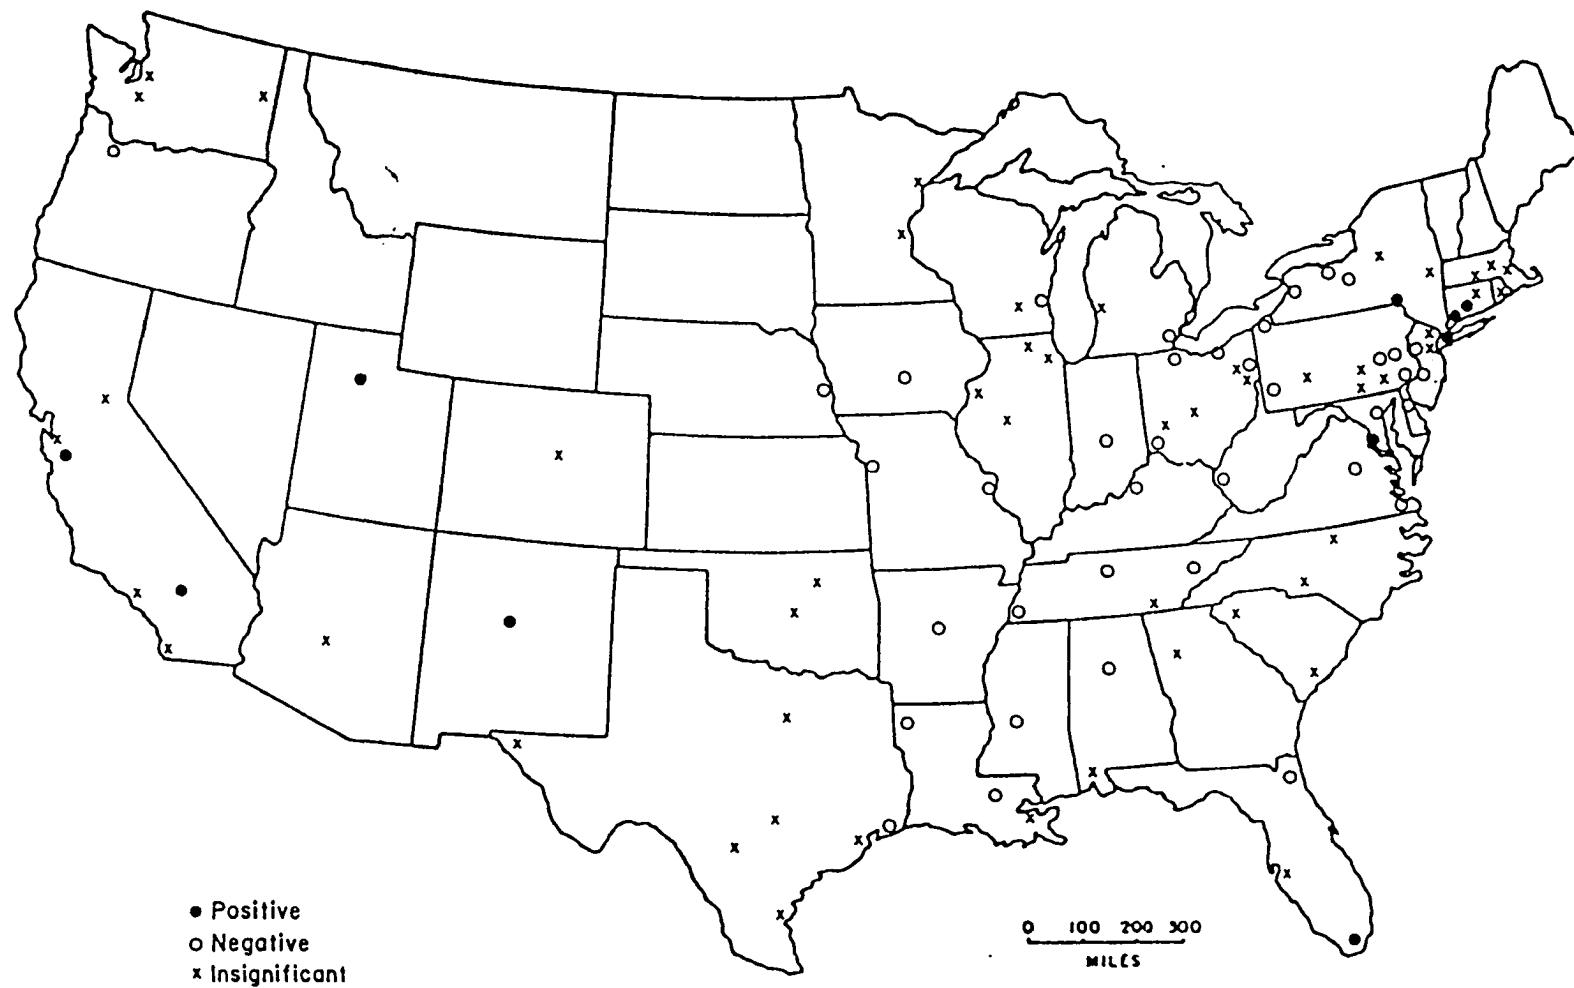 ● Positive
○ Negative
x Insignificant
0 100 200 300
MILES